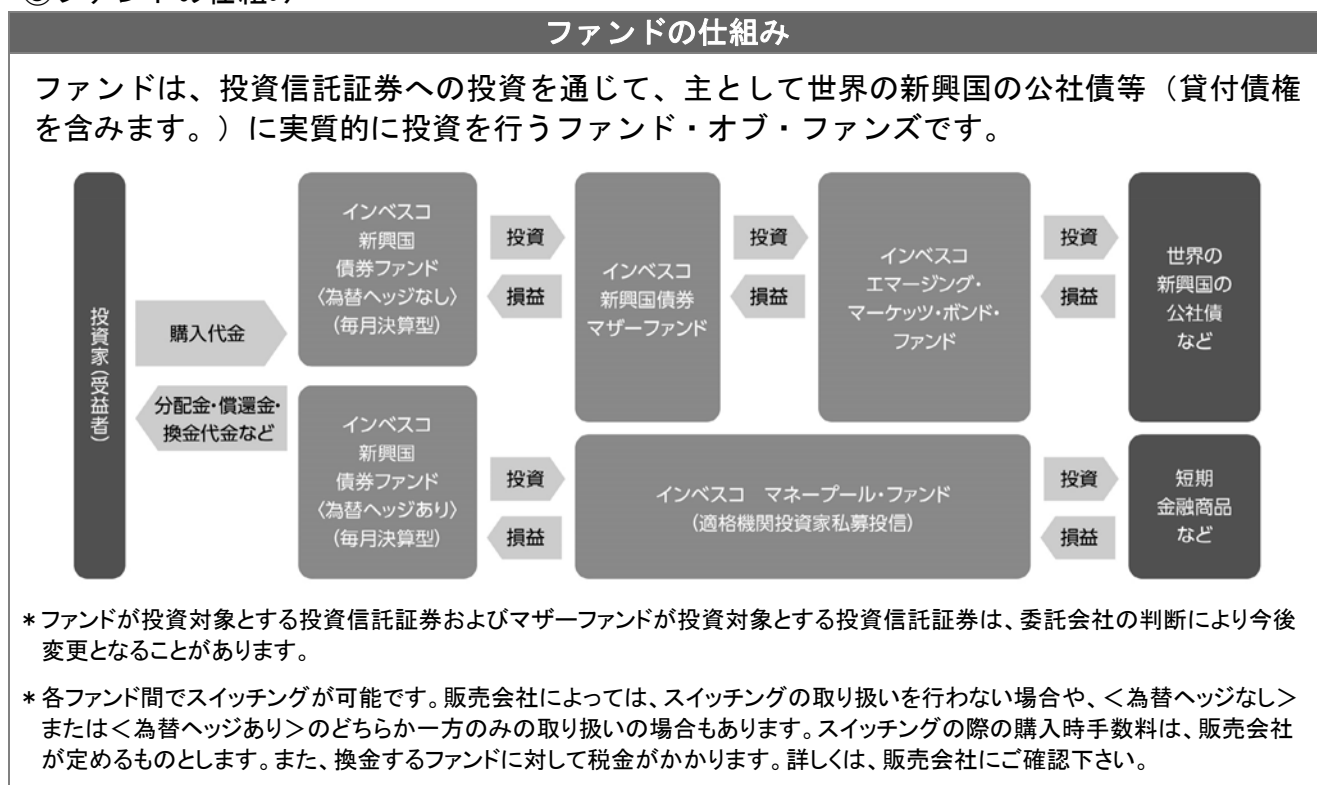 ファンドの仕組み
ファンドは、投資信託証券への投資を通じて、主として世界の新興国の公社債等（貸付債権
を含みます。）に実質的に投資を行うファンド・オブ・ファンズです。
投資家(受益者)
購入代金
分配金・償還金・
換金代金など
インベスコ
新興国
債券ファンド
〈為替ヘッジなし〉
(毎月決算型)
投資
損益
インベスコ
新興国債券
マザーファンド
投資
損益
インベスコ
エマージング・
マーケッツ・ボンド・
ファンド
投資
損益
世界の
新興国の
公社債
など
インベスコ
新興国
債券ファンド
〈為替ヘッジあり〉
(毎月決算型)
投資
損益
インベスコ　マネープール・ファンド
(適格機関投資家私募投信)
投資
損益
短期
金融商品
など
*ファンドが投資対象とする投資信託証券およびマザーファンドが投資対象とする投資信託証券は、委託会社の判断により今後
変更となることがあります。
*各ファンド間でスイッチングが可能です。販売会社によっては、スイッチングの取り扱いを行わない場合や、＜為替ヘッジなし＞
または＜為替ヘッジあり＞のどちらか一方のみの取り扱いの場合もあります。スイッチングの際の購入時手数料は、販売会社
が定めるものとします。また、換金するファンドに対して税金がかかります。詳しくは、販売会社にご確認下さい。